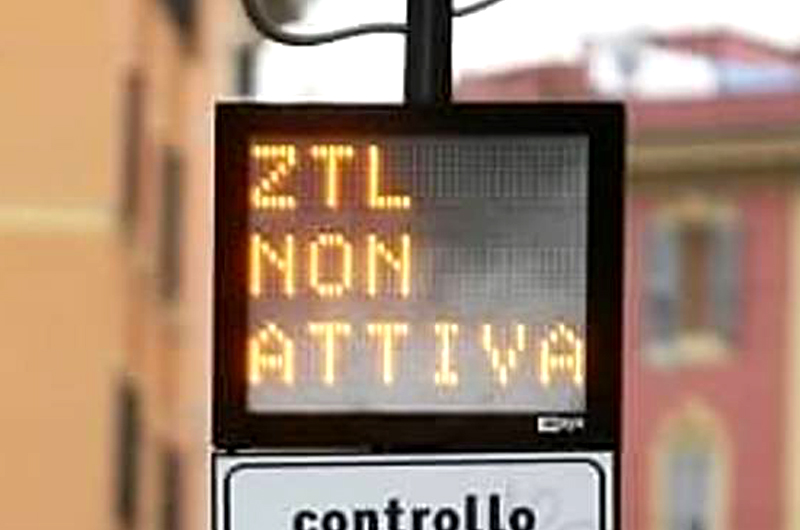 ZTL
NON
ATTIVA
controllo